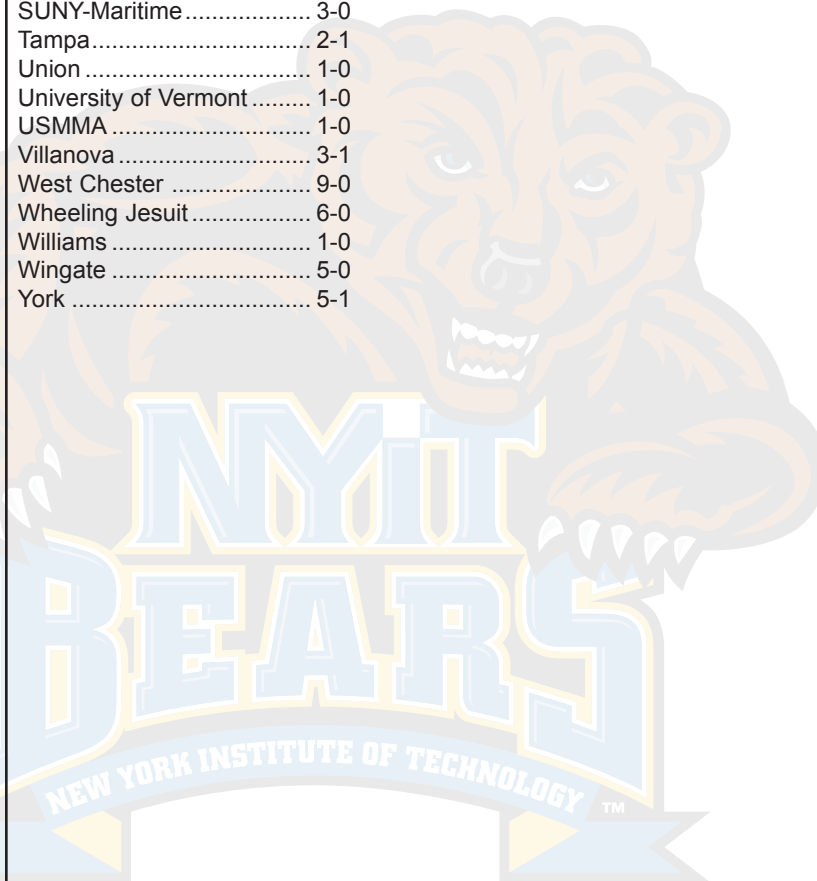 SUNY-Maritime................... 3-0
Tampa............................... 2-1
Union ................................ 1-0
University of Vermont......... 1-0
USMMA ............................ 1-0
Villanova ........................... 3-1
West Chester .................... 9-0
Wheeling Jesuit................. 6-0
Williams ............................ 1-0
Wingate ............................ 5-0
York .................................. 5-1
NYiT
BEARS
NEW YORK INSTITUTE OF TECHNOLOGY TM